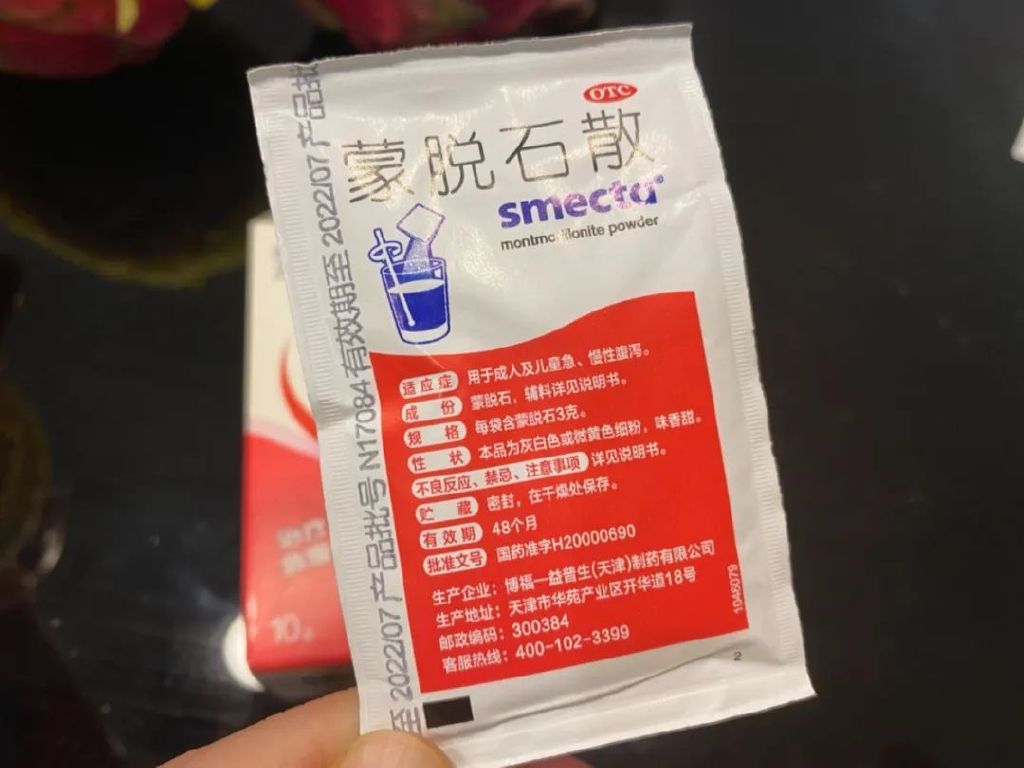 OTC
蒙脱石散
smecta®
montmorillonite powder
适应症 用于成人及儿童急、慢性腹泻。
成份 蒙脱石，辅料详见说明书。
规格 每袋含蒙脱石3克。
性状 本品为灰白色或微黄色细粉，味香甜。
不良反应、禁忌、注意事项 详见说明书。
贮藏 密封，在干燥处保存。
有效期 48个月
批准文号 国药准字H20000690
生产企业：博福—益普生(天津)制药有限公司
生产地址：天津市华苑产业区开华道18号
邮政编码：300384
客服热线：400-102-3399
1046079
2
至 2022/07 产品批号 N17084 有效期至 2022/07 产品批
10